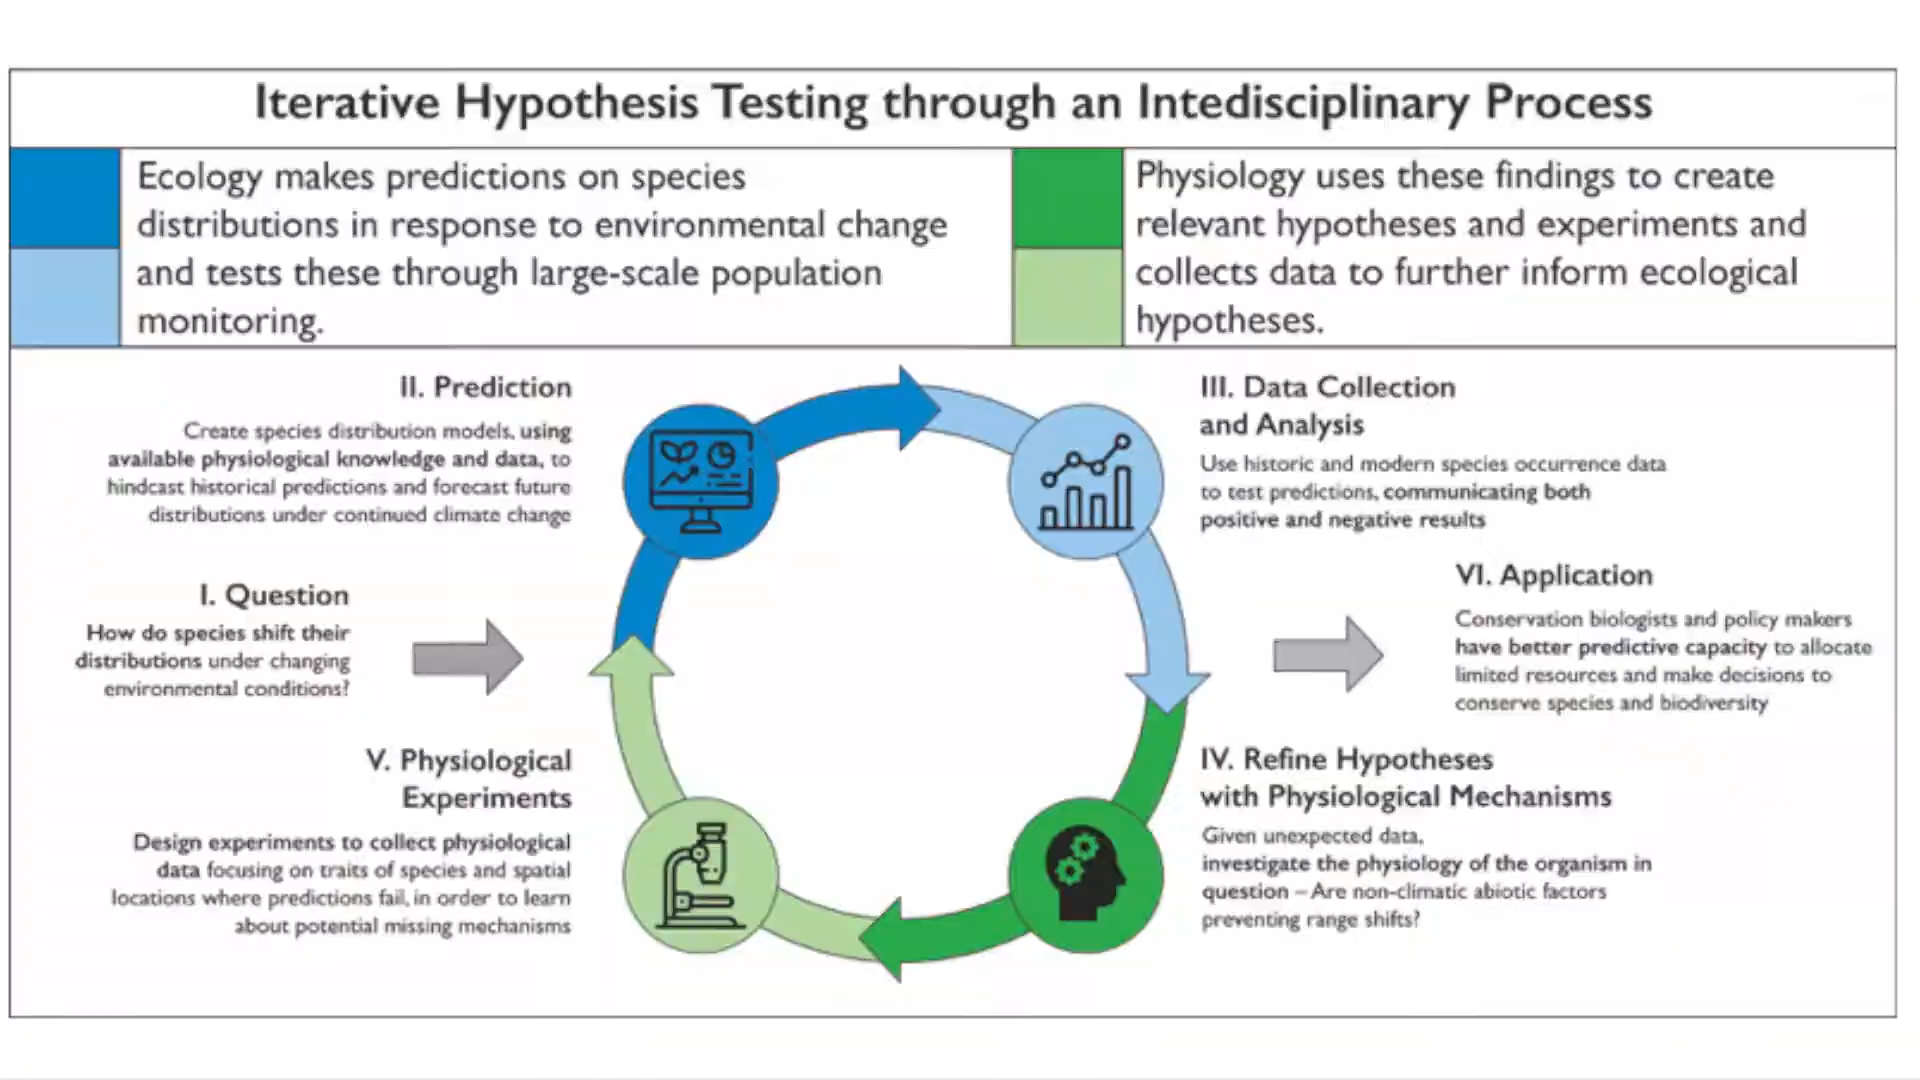 Iterative Hypothesis Testing through an Intedisciplinary Process
Ecology makes predictions on species
distributions in response to environmental change
and tests these through large-scale population
monitoring.
Physiology uses these findings to create
relevant hypotheses and experiments and
collects data to further inform ecological
hypotheses.
II. Prediction
Create species distribution models, using
available physiological knowledge and data, to
hindcast historical predictions and forecast future
distributions under continued climate change
III. Data Collection
and Analysis
Use historic and modern species occurrence data
to test predictions, communicating both
positive and negative results
I. Question
How do species shift their
distributions under changing
environmental conditions?
VI. Application
Conservation biologists and policy makers
have better predictive capacity to allocate
limited resources and make decisions to
conserve species and biodiversity
V. Physiological
Experiments
Design experiments to collect physiological
data focusing on traits of species and spatial
locations where predictions fail, in order to learn
about potential missing mechanisms
IV. Refine Hypotheses
with Physiological Mechanisms
Given unexpected data,
investigate the physiology of the organism in
question – Are non-climatic abiotic factors
preventing range shifts?